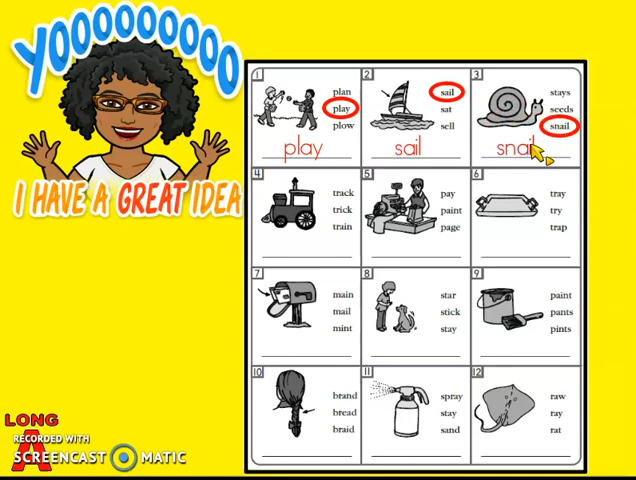 YOOOOOOOOO
I HAVE A GREAT IDEA
1
plan
play
plow
play
2
sail
sat
sell
sail
3
stays
seeds
snail
snail
4
track
trick
train
5
pay
paint
page
6
tray
try
trap
7
main
mail
mint
8
star
stick
stay
9
paint
pants
pints
10
brand
bread
braid
11
spray
stay
sand
12
raw
ray
rat
LONG
A
RECORDED WITH
SCREENCAST MATIC